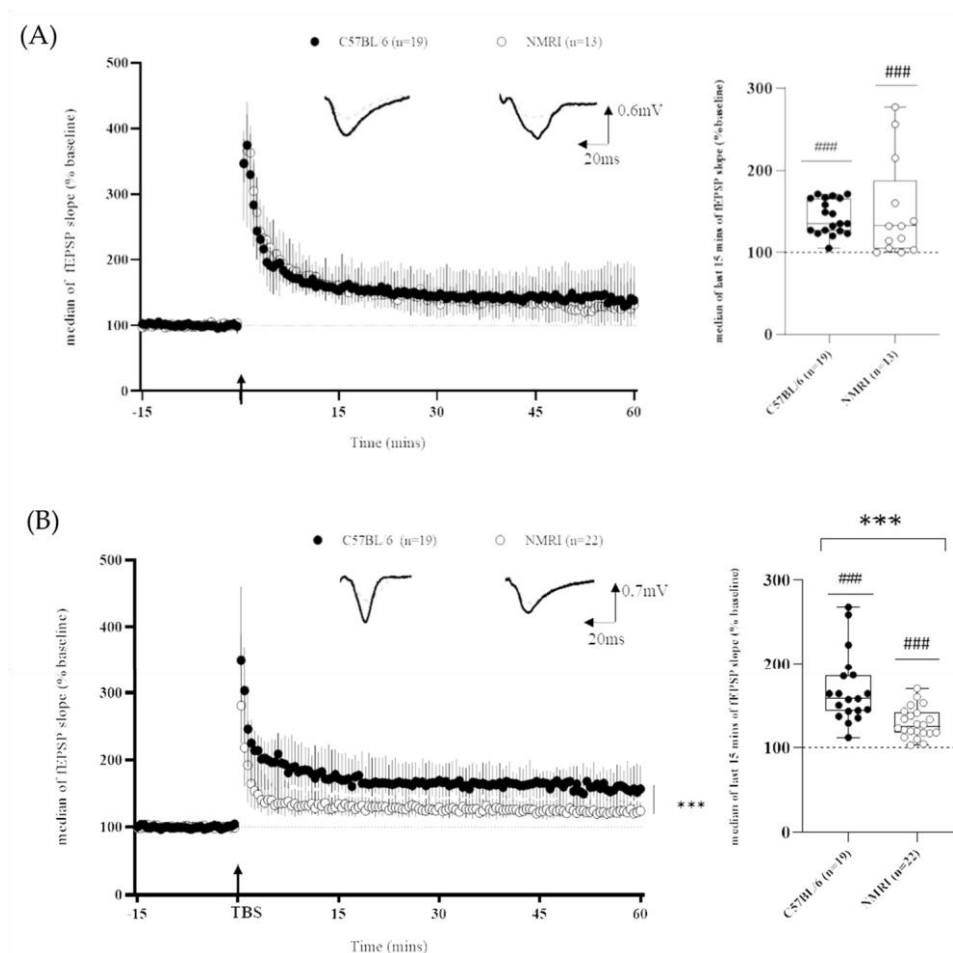 (A)
C57BL/6 (n=19)
NMRI (n=13)
median of fEPSP slope (% baseline)
500
400
300
200
100
0
-15
15
30
45
60
Time (mins)
0.6mV
20ms
median of last 15 mins of fEPSP slope (% baseline)
300
200
100
0
###
###
C57BL/6 (n=19)
NMRI (n=13)
(B)
C57BL/6 (n=19)
NMRI (n=22)
median of fEPSP slope (% baseline)
500
400
300
200
100
0
-15
TBS
15
30
45
60
Time (mins)
0.7mV
20ms
***
median of last 15 mins of fEPSP slope (% baseline)
300
200
100
0
***
###
###
C57BL/6 (n=19)
NMRI (n=22)